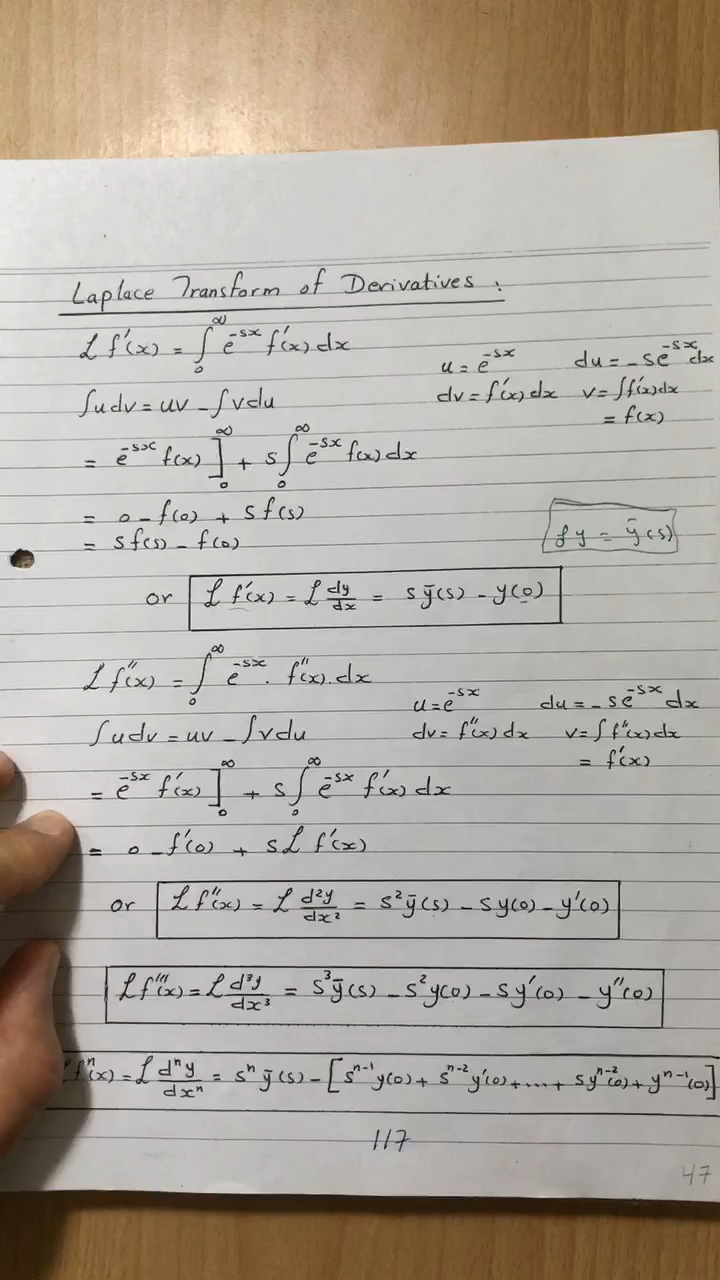 Laplace Transform of Derivatives :
ℒ f'(x) = ∫₀^∞ e^-sx f'(x) dx
u = e^-sx du = -se^-sx dx
∫udv = uv - ∫vdu
dv = f'(x) dx v = ∫f'(x) dx
= f(x)
= e^-sx f(x) ]₀^∞ + s∫₀^∞ e^-sx f(x) dx
= 0 - f(0) + s f(s)
= s f(s) - f(0)
ℒ y = ȳ(s)
or ℒ f'(x) = ℒ dy/dx = s ȳ(s) - y(0)
ℒ f''(x) = ∫₀^∞ e^-sx . f''(x) . dx
u = e^-sx du = -se^-sx dx
∫udv = uv - ∫vdu
dv = f''(x) dx v = ∫f''(x) dx
= f'(x)
= e^-sx f'(x) ]₀^∞ + s∫₀^∞ e^-sx f'(x) dx
= 0 - f'(0) + sℒ f'(x)
or ℒ f''(x) = ℒ d²y/dx² = s² ȳ(s) - sy(0) - y'(0)
ℒ f'''(x) = ℒ d³y/dx³ = s³ ȳ(s) - s² y(0) - s y'(0) - y''(0)
f^n(x) = ℒ d^n y/dx^n = s^n ȳ(s) - [s^n-1 y(0) + s^n-2 y'(0) + .... + s y^n-2(0) + y^n-1(0)]
117
47